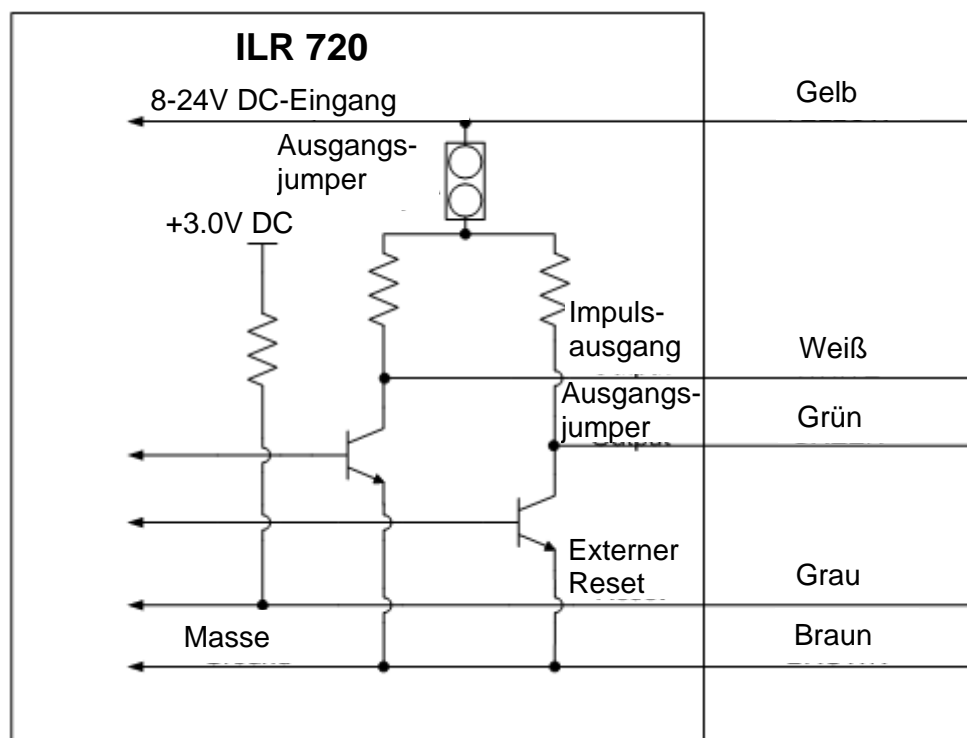 ILR 720
8-24V DC-Eingang
Gelb
Ausgangs-
jumper
+3.0V DC
Impuls-
ausgang
Weiß
Ausgangs-
jumper
Grün
Externer
Reset
Grau
Masse
Braun